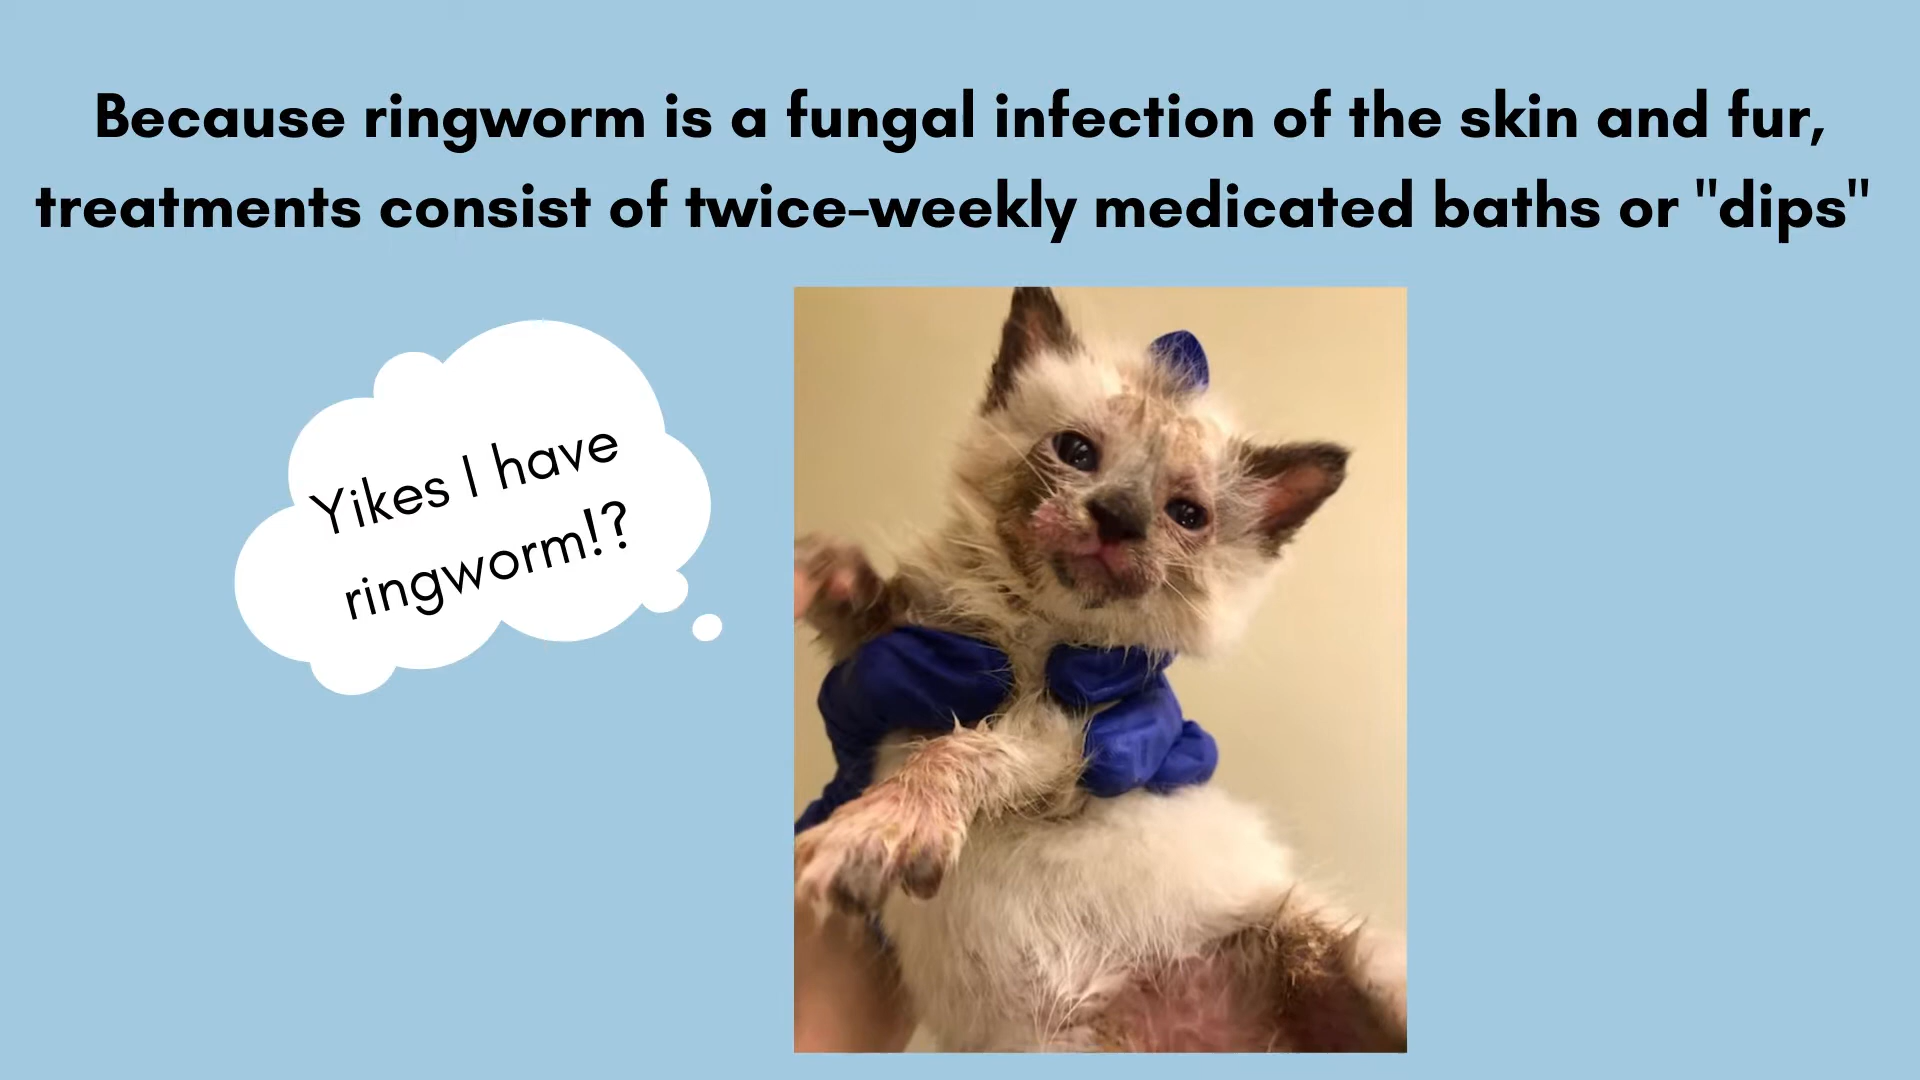 Because ringworm is a fungal infection of the skin and fur,
treatments consist of twice-weekly medicated baths or "dips"
Yikes I have
ringworm!?